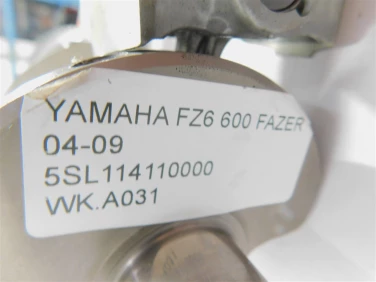 YAMAHA FZ6 600 FAZER
04-09
5SL114110000
WK.A031